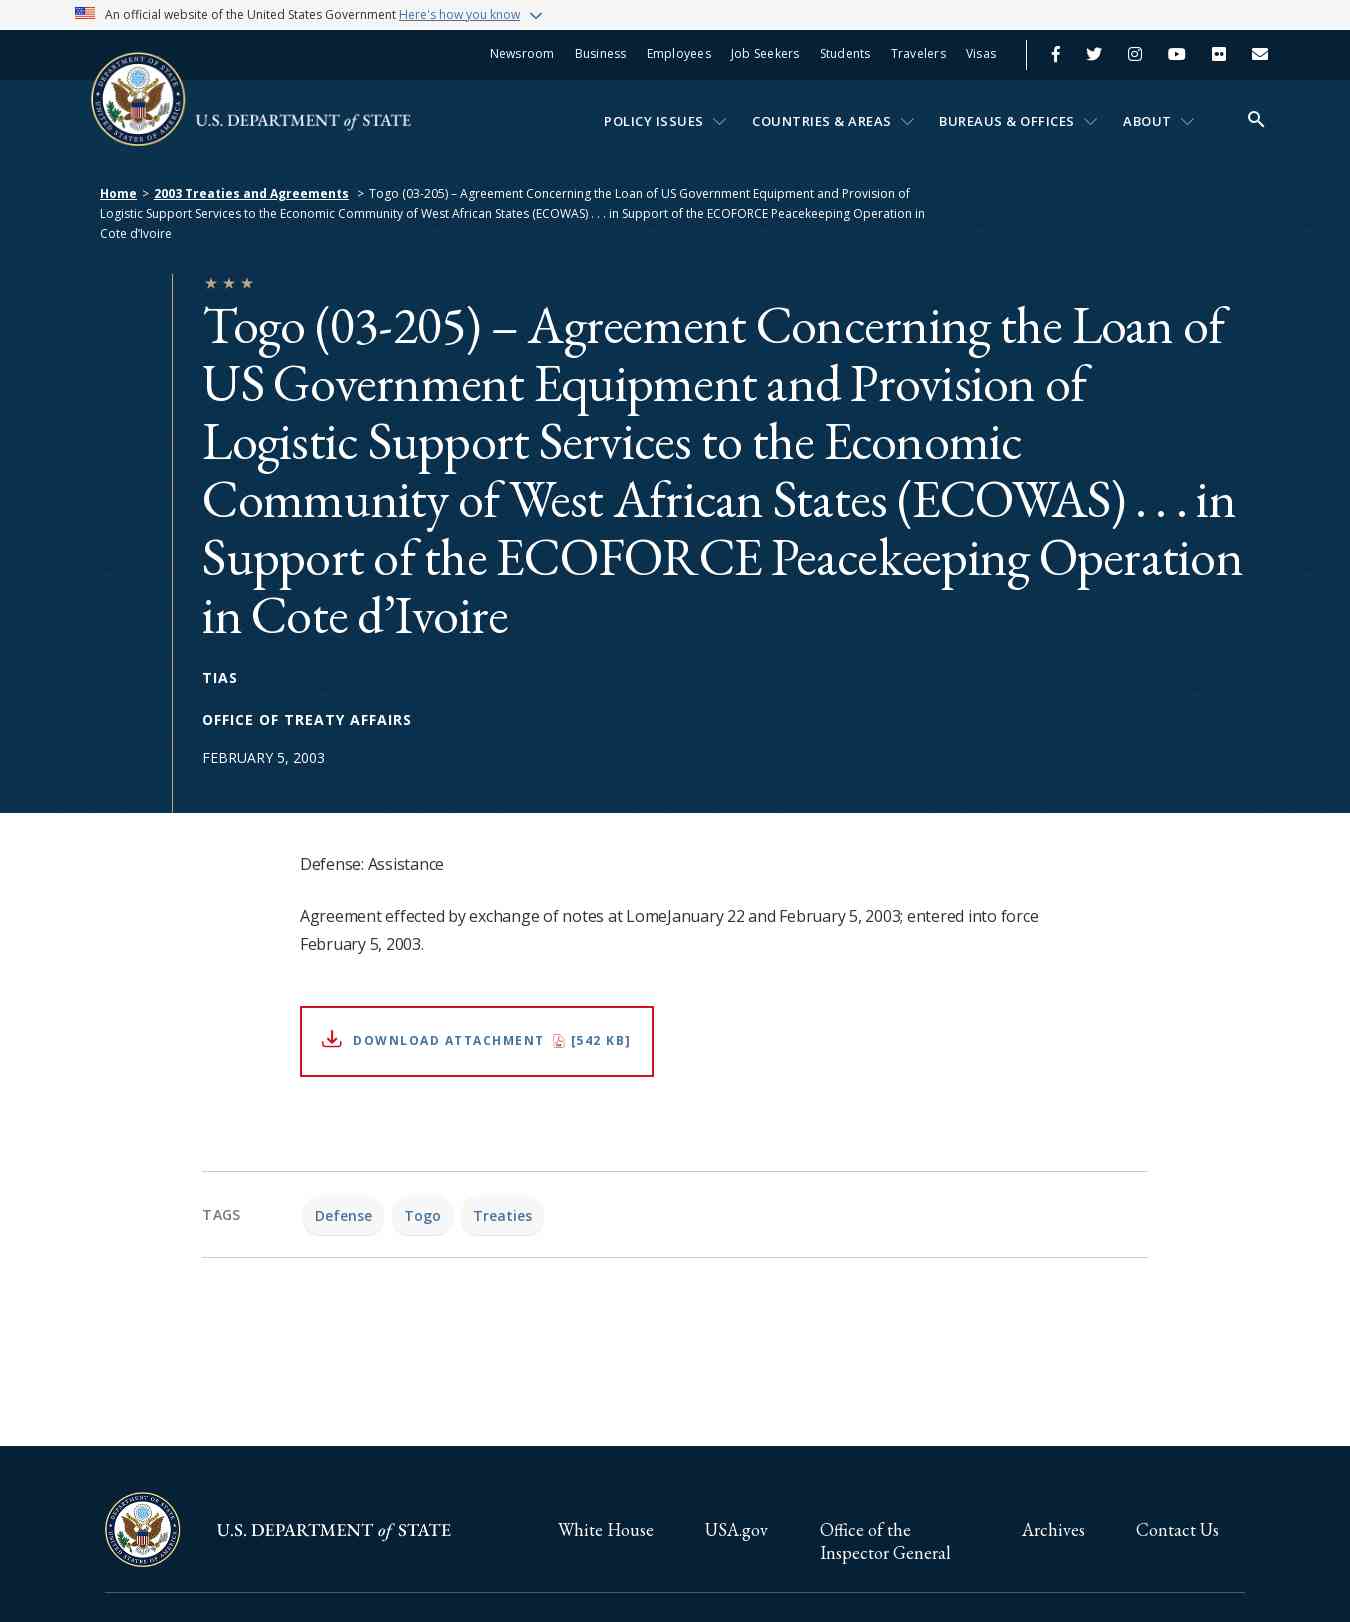 An official website of the United States Government Here's how you know
Newsroom Business Employees Job Seekers Students Travelers Visas
U.S. DEPARTMENT of STATE
POLICY ISSUES COUNTRIES & AREAS BUREAUS & OFFICES ABOUT
Home > 2003 Treaties and Agreements > Togo (03-205) – Agreement Concerning the Loan of US Government Equipment and Provision of
Logistic Support Services to the Economic Community of West African States (ECOWAS) . . . in Support of the ECOFORCE Peacekeeping Operation in
Cote d’Ivoire
Togo (03-205) – Agreement Concerning the Loan of
US Government Equipment and Provision of
Logistic Support Services to the Economic
Community of West African States (ECOWAS) . . . in
Support of the ECOFORCE Peacekeeping Operation
in Cote d’Ivoire
TIAS
OFFICE OF TREATY AFFAIRS
FEBRUARY 5, 2003
Defense: Assistance
Agreement effected by exchange of notes at LomeJanuary 22 and February 5, 2003; entered into force
February 5, 2003.
DOWNLOAD ATTACHMENT [542 KB]
TAGS Defense Togo Treaties
DEPARTMENT OF STATE
UNITED STATES OF AMERICA
U.S. DEPARTMENT of STATE
White House USA.gov Office of the Archives Contact Us
Inspector General